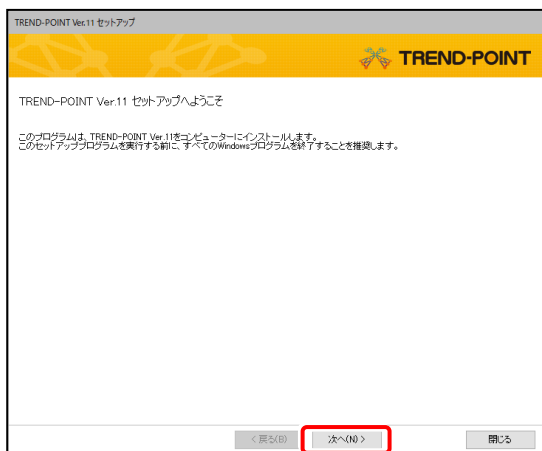 TREND-POINT Ver.11 セットアップ
TREND-POINT
TREND-POINT Ver.11 セットアップへようこそ
このプログラムは、TREND-POINT Ver.11をコンピューターにインストールします。
このセットアッププログラムを実行する前に、すべてのWindowsプログラムを終了することを推奨します。
< 戻る(B)
次へ(N) >
閉じる